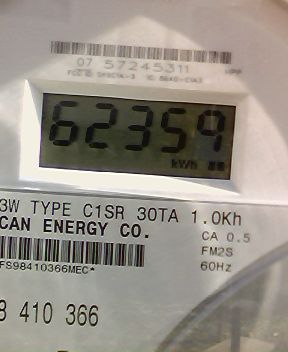 07 57245311
62359
kWh
3W TYPE C1SR 30TA 1.0Kh
CAN ENERGY CO.
CA 0.5
FM2S
FS98410366MEC*
60Hz
8 410 366